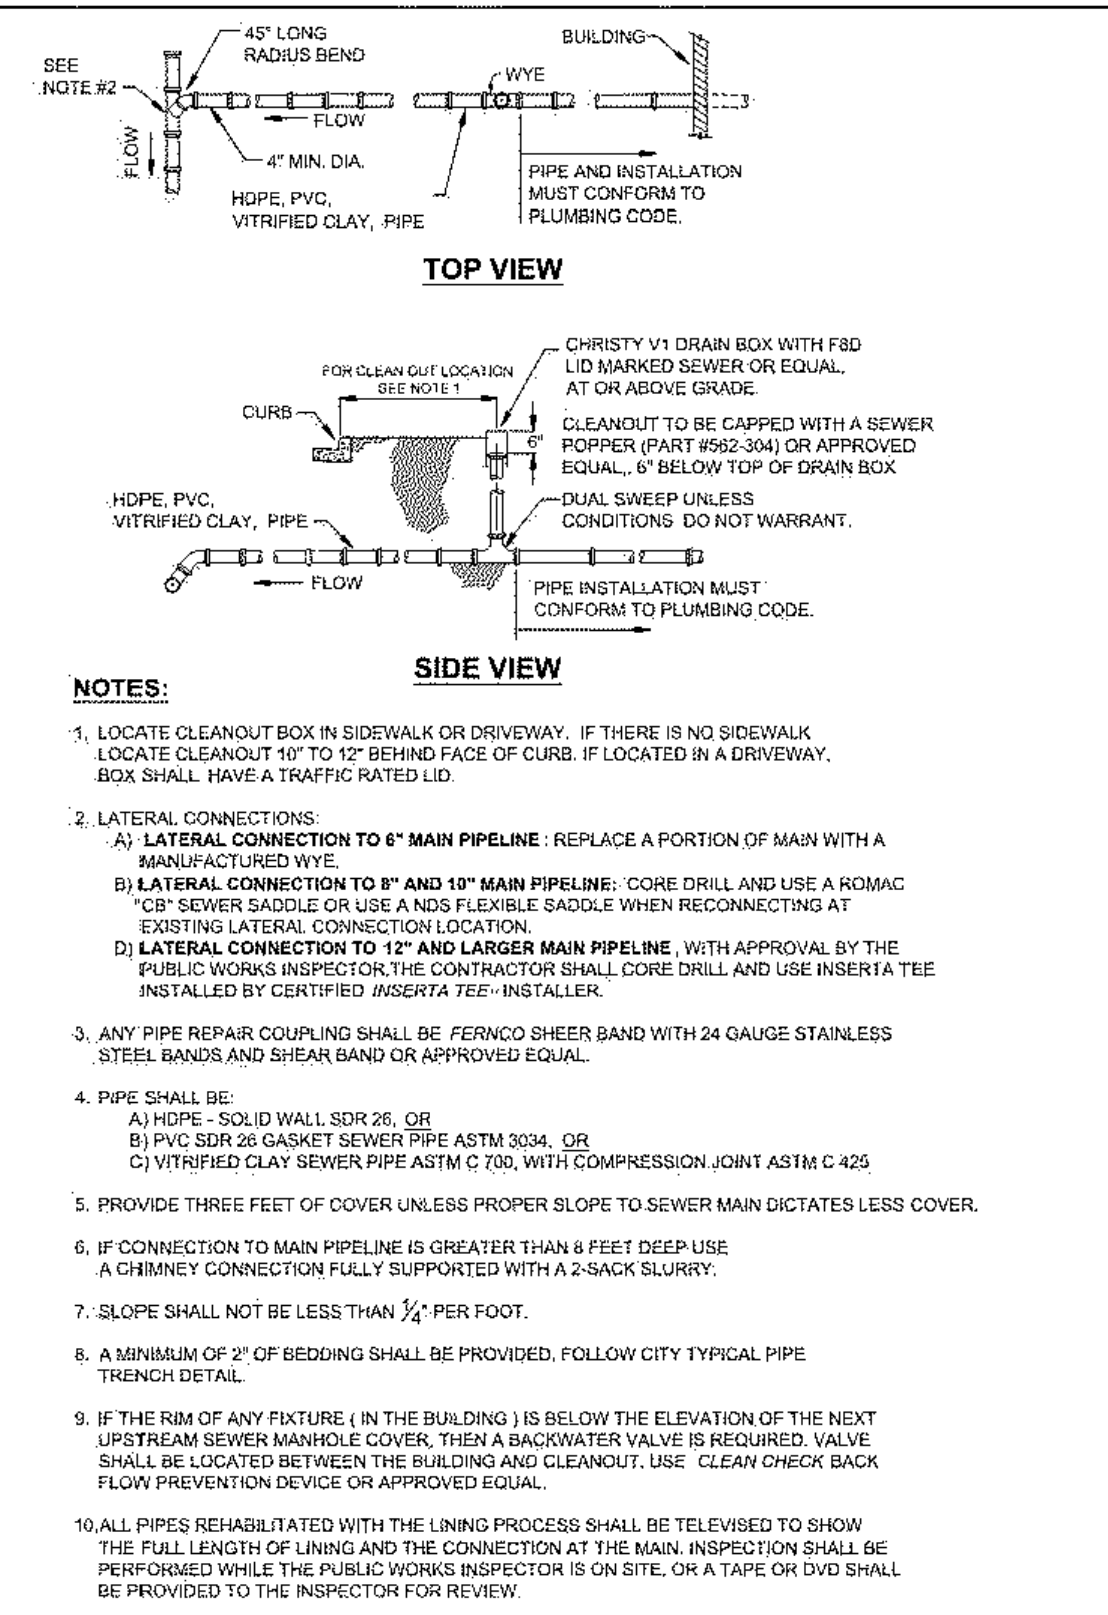 45° LONG
RADIUS BEND
BUILDING
SEE
NOTE #2
WYE
FLOW
FLOW
4" MIN. DIA.
HDPE, PVC,
VITRIFIED CLAY, PIPE
PIPE AND INSTALLATION
MUST CONFORM TO
PLUMBING CODE.
TOP VIEW
CHRISTY V1 DRAIN BOX WITH F8D
LID MARKED SEWER OR EQUAL,
AT OR ABOVE GRADE.
FOR CLEAN OUT LOCATION
SEE NOTE 1
CURB
6"
CLEANOUT TO BE CAPPED WITH A SEWER
POPPER (PART #562-304) OR APPROVED
EQUAL, 6" BELOW TOP OF DRAIN BOX
HDPE, PVC,
VITRIFIED CLAY, PIPE
DUAL SWEEP UNLESS
CONDITIONS DO NOT WARRANT.
FLOW
PIPE INSTALLATION MUST
CONFORM TO PLUMBING CODE.
SIDE VIEW
NOTES:
1. LOCATE CLEANOUT BOX IN SIDEWALK OR DRIVEWAY. IF THERE IS NO SIDEWALK
LOCATE CLEANOUT 10" TO 12" BEHIND FACE OF CURB. IF LOCATED IN A DRIVEWAY,
BOX SHALL HAVE A TRAFFIC RATED LID.
2. LATERAL CONNECTIONS:
A) LATERAL CONNECTION TO 6" MAIN PIPELINE : REPLACE A PORTION OF MAIN WITH A
MANUFACTURED WYE.
B) LATERAL CONNECTION TO 8" AND 10" MAIN PIPELINE: CORE DRILL AND USE A ROMAC
"CB" SEWER SADDLE OR USE A NDS FLEXIBLE SADDLE WHEN RECONNECTING AT
EXISTING LATERAL CONNECTION LOCATION.
D) LATERAL CONNECTION TO 12" AND LARGER MAIN PIPELINE , WITH APPROVAL BY THE
PUBLIC WORKS INSPECTOR,THE CONTRACTOR SHALL CORE DRILL AND USE INSERTA TEE
INSTALLED BY CERTIFIED INSERTA TEE INSTALLER.
3. ANY PIPE REPAIR COUPLING SHALL BE FERNCO SHEER BAND WITH 24 GAUGE STAINLESS
STEEL BANDS AND SHEAR BAND OR APPROVED EQUAL.
4. PIPE SHALL BE:
A) HDPE - SOLID WALL SDR 26, OR
B) PVC SDR 26 GASKET SEWER PIPE ASTM 3034, OR
C) VITRIFIED CLAY SEWER PIPE ASTM C 700, WITH COMPRESSION JOINT ASTM C 425
5. PROVIDE THREE FEET OF COVER UNLESS PROPER SLOPE TO SEWER MAIN DICTATES LESS COVER.
6. IF CONNECTION TO MAIN PIPELINE IS GREATER THAN 8 FEET DEEP USE
A CHIMNEY CONNECTION FULLY SUPPORTED WITH A 2-SACK SLURRY.
7. SLOPE SHALL NOT BE LESS THAN 1/4" PER FOOT.
8. A MINIMUM OF 2" OF BEDDING SHALL BE PROVIDED, FOLLOW CITY TYPICAL PIPE
TRENCH DETAIL.
9. IF THE RIM OF ANY FIXTURE ( IN THE BUILDING ) IS BELOW THE ELEVATION OF THE NEXT
UPSTREAM SEWER MANHOLE COVER, THEN A BACKWATER VALVE IS REQUIRED. VALVE
SHALL BE LOCATED BETWEEN THE BUILDING AND CLEANOUT. USE CLEAN CHECK BACK
FLOW PREVENTION DEVICE OR APPROVED EQUAL.
10. ALL PIPES REHABILITATED WITH THE LINING PROCESS SHALL BE TELEVISED TO SHOW
THE FULL LENGTH OF LINING AND THE CONNECTION AT THE MAIN. INSPECTION SHALL BE
PERFORMED WHILE THE PUBLIC WORKS INSPECTOR IS ON SITE, OR A TAPE OR DVD SHALL
BE PROVIDED TO THE INSPECTOR FOR REVIEW.